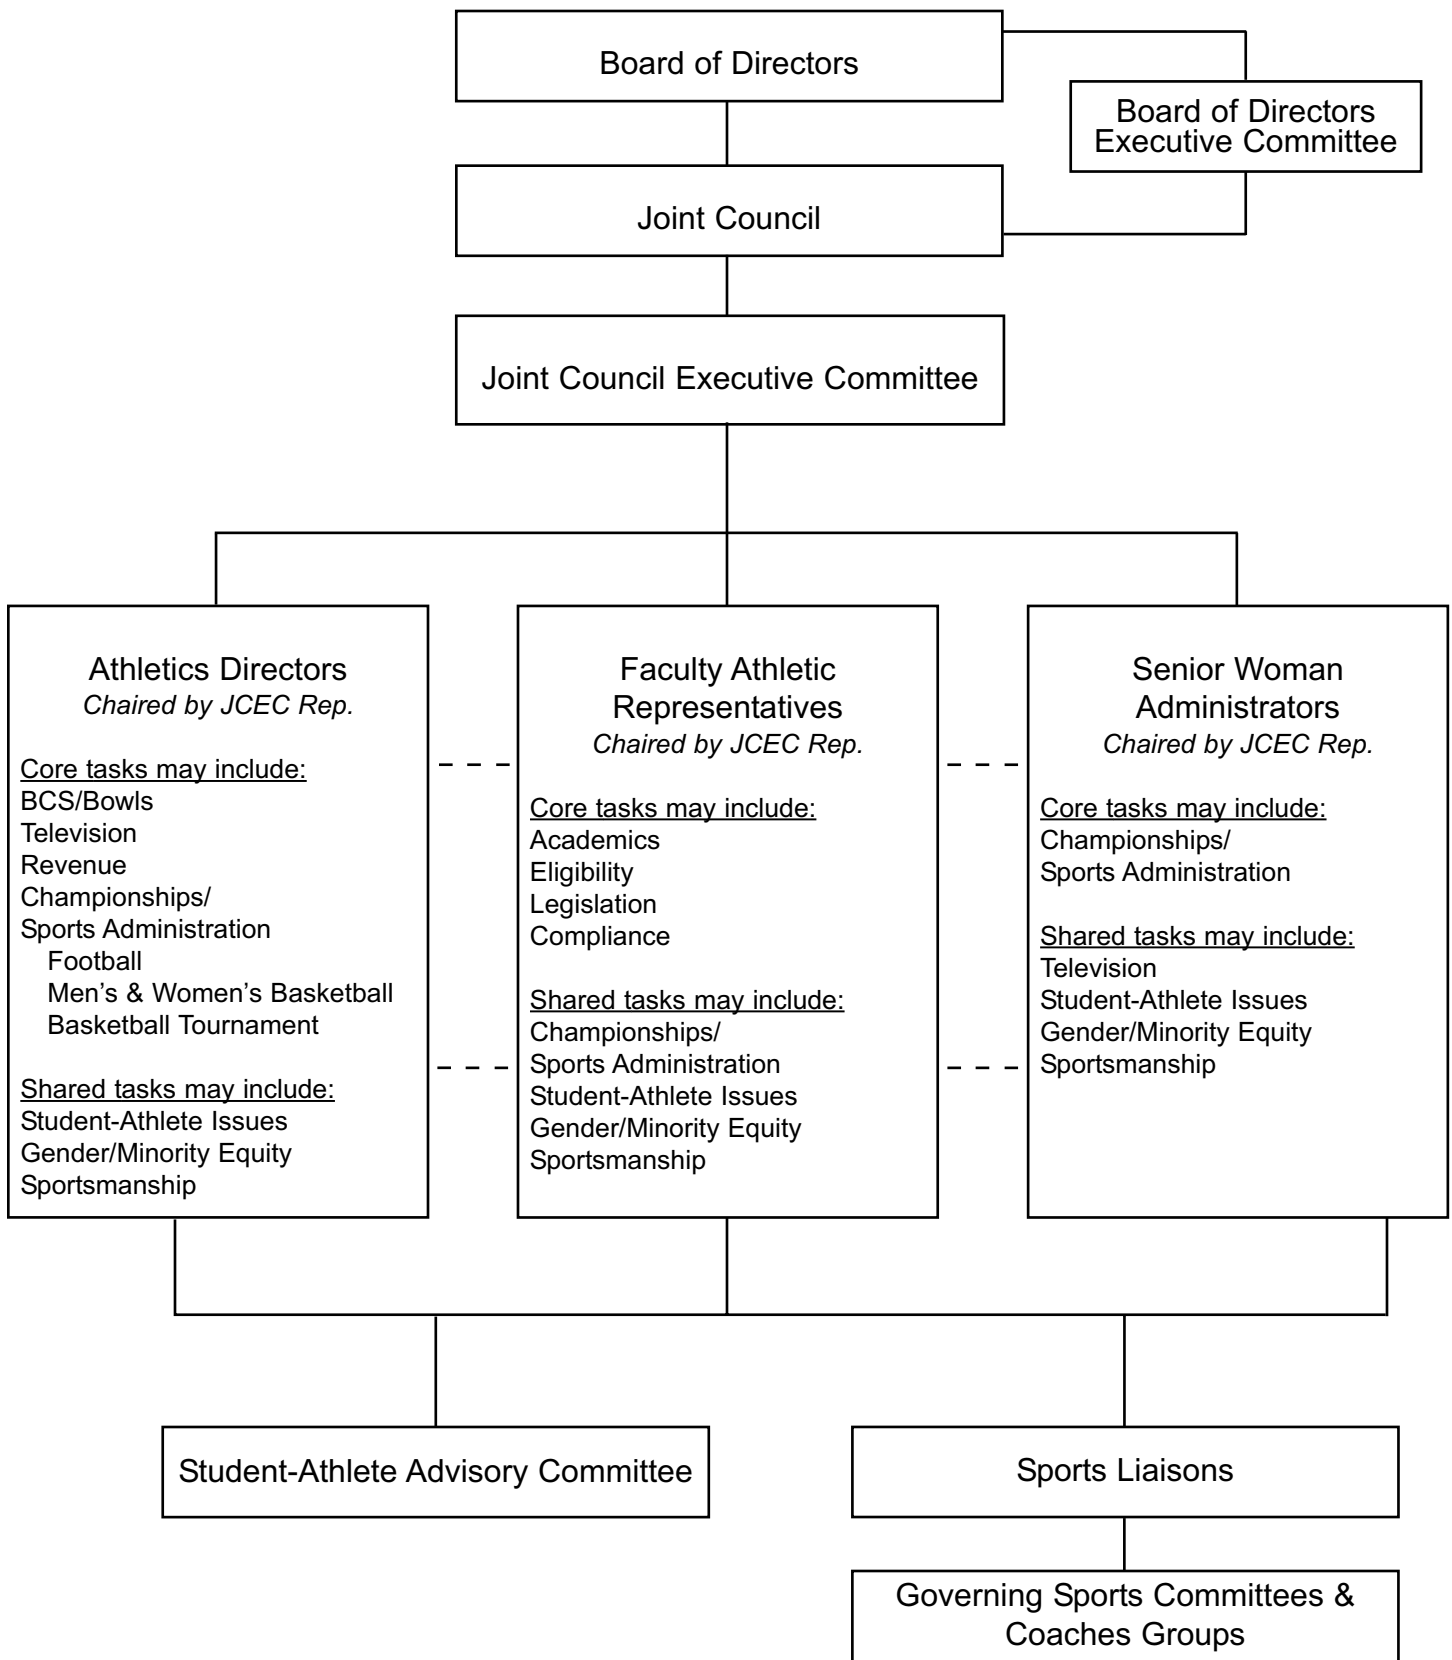 Board of Directors
Board of Directors
Executive Committee
Joint Council
Joint Council Executive Committee
Athletics Directors
Chaired by JCEC Rep.
Core tasks may include:
BCS/Bowls
Television
Revenue
Championships/
Sports Administration
Football
Men’s & Women’s Basketball
Basketball Tournament
Shared tasks may include:
Student-Athlete Issues
Gender/Minority Equity
Sportsmanship
Faculty Athletic
Representatives
Chaired by JCEC Rep.
Core tasks may include:
Academics
Eligibility
Legislation
Compliance
Shared tasks may include:
Championships/
Sports Administration
Student-Athlete Issues
Gender/Minority Equity
Sportsmanship
Senior Woman
Administrators
Chaired by JCEC Rep.
Core tasks may include:
Championships/
Sports Administration
Shared tasks may include:
Television
Student-Athlete Issues
Gender/Minority Equity
Sportsmanship
Student-Athlete Advisory Committee
Sports Liaisons
Governing Sports Committees &
Coaches Groups